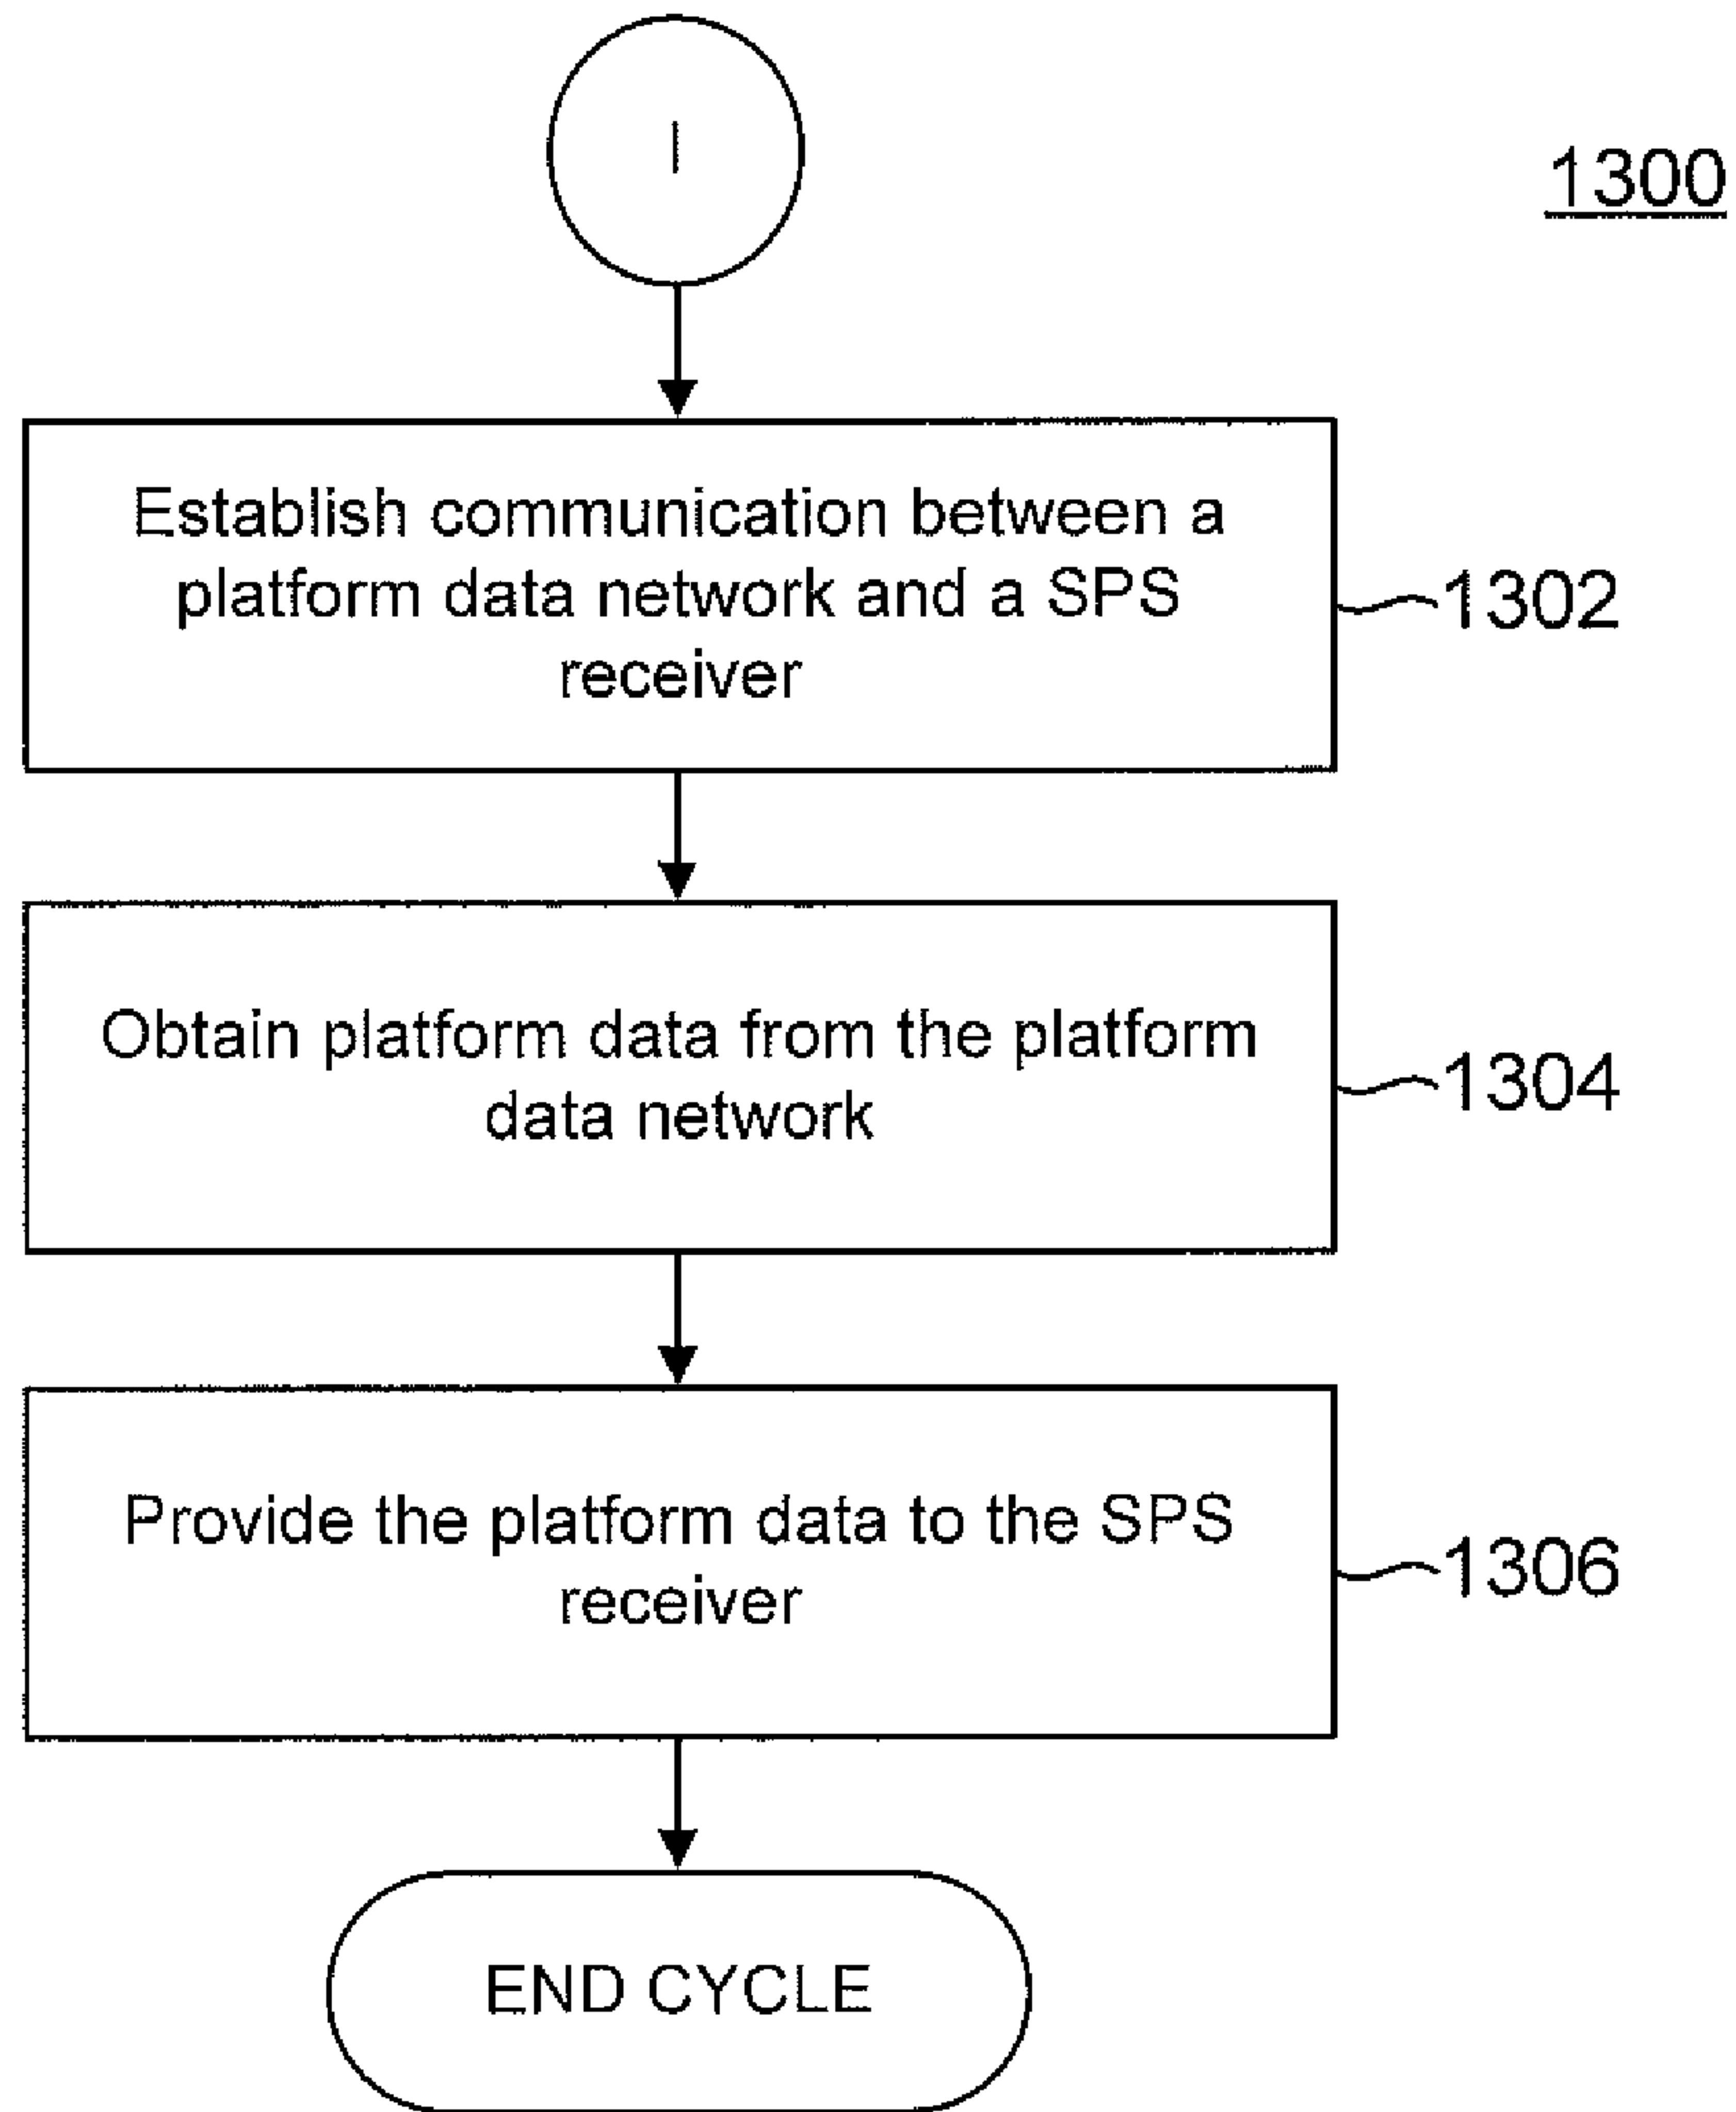 I
1300
Establish communication between a
platform data network and a SPS
receiver
1302
Obtain platform data from the platform
data network
1304
Provide the platform data to the SPS
receiver
1306
END CYCLE